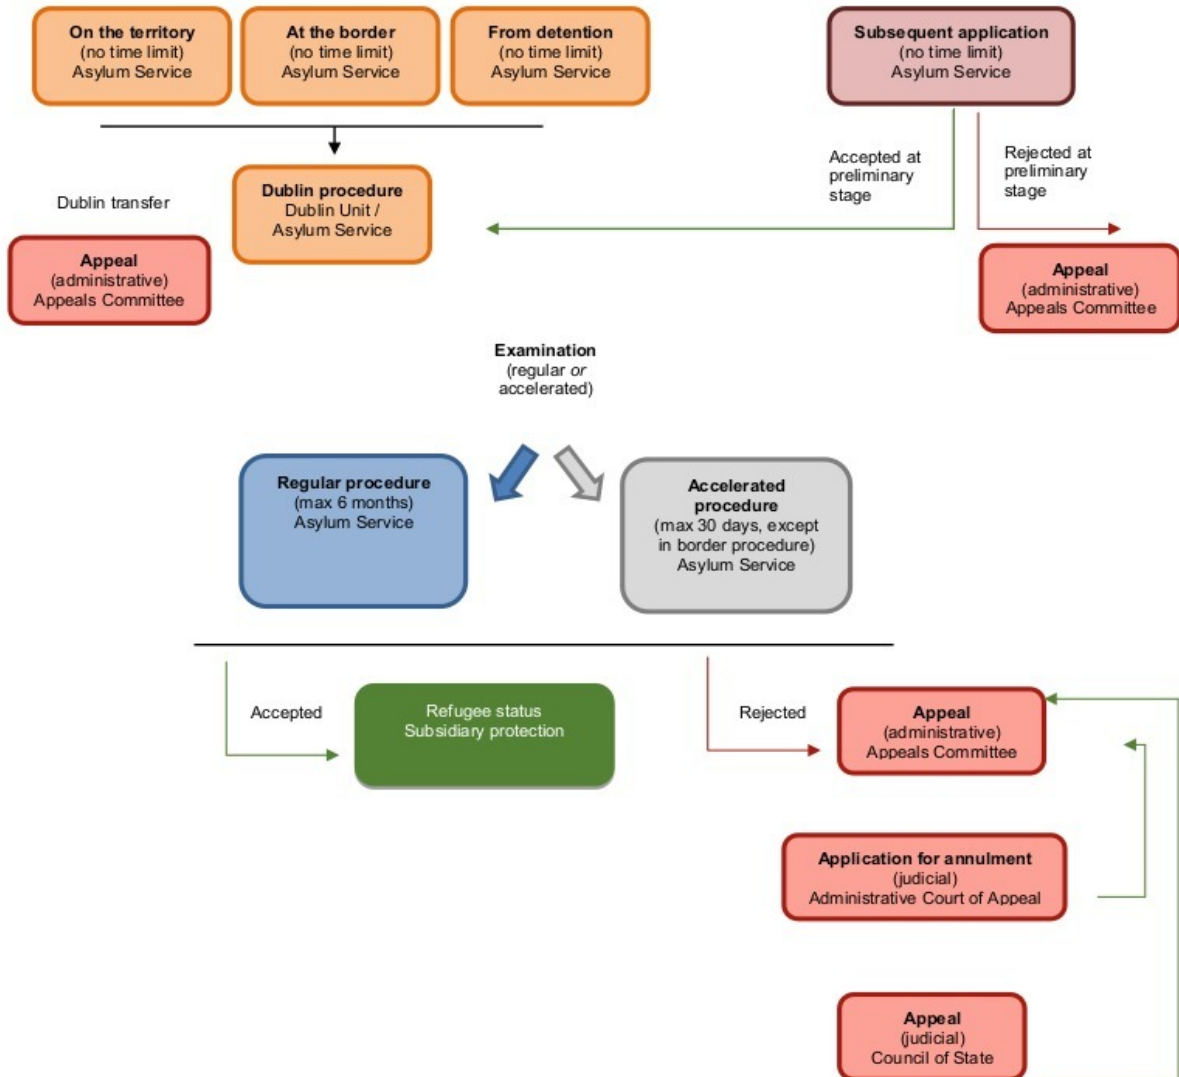 On the territory
(no time limit)
Asylum Service
At the border
(no time limit)
Asylum Service
From detention
(no time limit)
Asylum Service
Subsequent application
(no time limit)
Asylum Service
Accepted at
preliminary
stage
Rejected at
preliminary
stage
Dublin transfer
Dublin procedure
Dublin Unit /
Asylum Service
Appeal
(administrative)
Appeals Committee
Appeal
(administrative)
Appeals Committee
Examination
(regular or
accelerated)
Regular procedure
(max 6 months)
Asylum Service
Accelerated
procedure
(max 30 days, except
in border procedure)
Asylum Service
Accepted
Refugee status
Subsidiary protection
Rejected
Appeal
(administrative)
Appeals Committee
Application for annulment
(judicial)
Administrative Court of Appeal
Appeal
(judicial)
Council of State